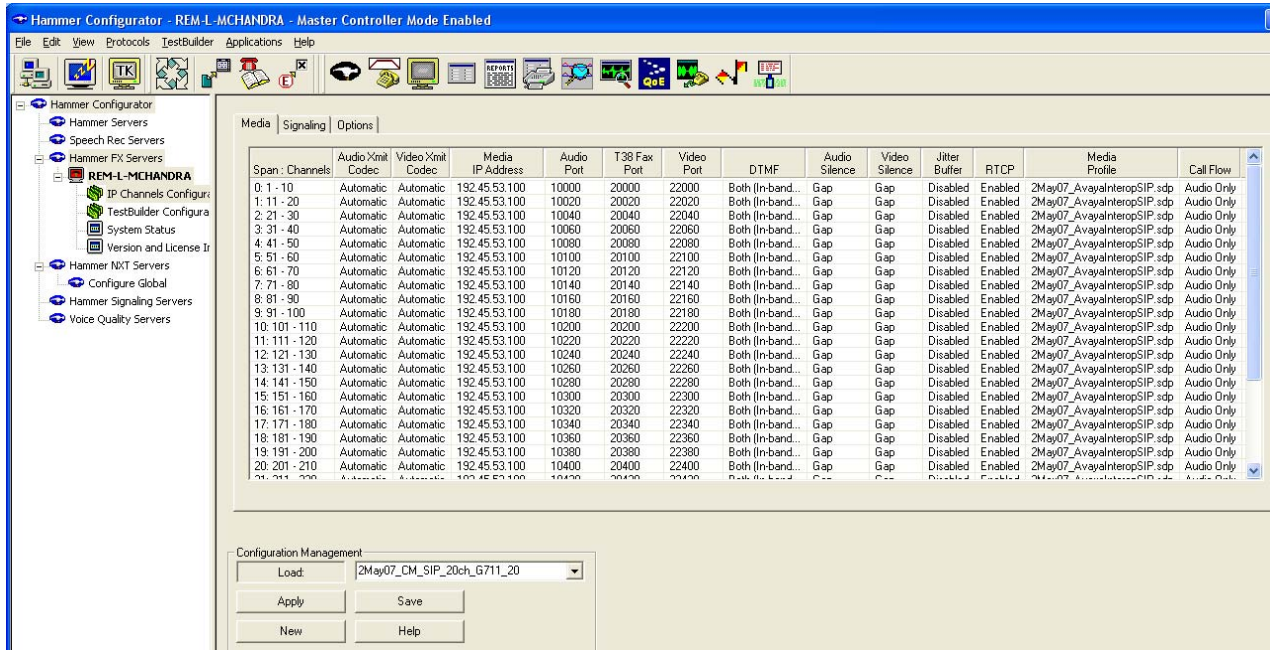 Hammer Configurator - REM-L-MCHANDRA - Master Controller Mode Enabled
File Edit View Protocols TestBuilder Applications Help
TK
E
X
REPORTS
QoE
Hammer Configurator
Hammer Servers
Speech Rec Servers
Hammer FX Servers
REM-L-MCHANDRA
IP Channels Configura
TestBuilder Configura
System Status
Version and License Ir
Hammer NXT Servers
Configure Global
Hammer Signaling Servers
Voice Quality Servers
Media Signaling Options
Span : Channels Audio Xmit Codec Video Xmit Codec Media IP Address Audio Port T38 Fax Port Video Port DTMF Audio Silence Video Silence Jitter Buffer RTCP Media Profile Call Flow
0: 1 - 10 Automatic Automatic 192.45.53.100 10000 20000 22000 Both (In-band... Gap Gap Disabled Enabled 2May07_AvayaInteropSIP.sdp Audio Only
1: 11 - 20 Automatic Automatic 192.45.53.100 10020 20020 22020 Both (In-band... Gap Gap Disabled Enabled 2May07_AvayaInteropSIP.sdp Audio Only
2: 21 - 30 Automatic Automatic 192.45.53.100 10040 20040 22040 Both (In-band... Gap Gap Disabled Enabled 2May07_AvayaInteropSIP.sdp Audio Only
3: 31 - 40 Automatic Automatic 192.45.53.100 10060 20060 22060 Both (In-band... Gap Gap Disabled Enabled 2May07_AvayaInteropSIP.sdp Audio Only
4: 41 - 50 Automatic Automatic 192.45.53.100 10080 20080 22080 Both (In-band... Gap Gap Disabled Enabled 2May07_AvayaInteropSIP.sdp Audio Only
5: 51 - 60 Automatic Automatic 192.45.53.100 10100 20100 22100 Both (In-band... Gap Gap Disabled Enabled 2May07_AvayaInteropSIP.sdp Audio Only
6: 61 - 70 Automatic Automatic 192.45.53.100 10120 20120 22120 Both (In-band... Gap Gap Disabled Enabled 2May07_AvayaInteropSIP.sdp Audio Only
7: 71 - 80 Automatic Automatic 192.45.53.100 10140 20140 22140 Both (In-band... Gap Gap Disabled Enabled 2May07_AvayaInteropSIP.sdp Audio Only
8: 81 - 90 Automatic Automatic 192.45.53.100 10160 20160 22160 Both (In-band... Gap Gap Disabled Enabled 2May07_AvayaInteropSIP.sdp Audio Only
9: 91 - 100 Automatic Automatic 192.45.53.100 10180 20180 22180 Both (In-band... Gap Gap Disabled Enabled 2May07_AvayaInteropSIP.sdp Audio Only
10: 101 - 110 Automatic Automatic 192.45.53.100 10200 20200 22200 Both (In-band... Gap Gap Disabled Enabled 2May07_AvayaInteropSIP.sdp Audio Only
11: 111 - 120 Automatic Automatic 192.45.53.100 10220 20220 22220 Both (In-band... Gap Gap Disabled Enabled 2May07_AvayaInteropSIP.sdp Audio Only
12: 121 - 130 Automatic Automatic 192.45.53.100 10240 20240 22240 Both (In-band... Gap Gap Disabled Enabled 2May07_AvayaInteropSIP.sdp Audio Only
13: 131 - 140 Automatic Automatic 192.45.53.100 10260 20260 22260 Both (In-band... Gap Gap Disabled Enabled 2May07_AvayaInteropSIP.sdp Audio Only
14: 141 - 150 Automatic Automatic 192.45.53.100 10280 20280 22280 Both (In-band... Gap Gap Disabled Enabled 2May07_AvayaInteropSIP.sdp Audio Only
15: 151 - 160 Automatic Automatic 192.45.53.100 10300 20300 22300 Both (In-band... Gap Gap Disabled Enabled 2May07_AvayaInteropSIP.sdp Audio Only
16: 161 - 170 Automatic Automatic 192.45.53.100 10320 20320 22320 Both (In-band... Gap Gap Disabled Enabled 2May07_AvayaInteropSIP.sdp Audio Only
17: 171 - 180 Automatic Automatic 192.45.53.100 10340 20340 22340 Both (In-band... Gap Gap Disabled Enabled 2May07_AvayaInteropSIP.sdp Audio Only
18: 181 - 190 Automatic Automatic 192.45.53.100 10360 20360 22360 Both (In-band... Gap Gap Disabled Enabled 2May07_AvayaInteropSIP.sdp Audio Only
19: 191 - 200 Automatic Automatic 192.45.53.100 10380 20380 22380 Both (In-band... Gap Gap Disabled Enabled 2May07_AvayaInteropSIP.sdp Audio Only
20: 201 - 210 Automatic Automatic 192.45.53.100 10400 20400 22400 Both (In-band... Gap Gap Disabled Enabled 2May07_AvayaInteropSIP.sdp Audio Only
Configuration Management
Load: 2May07_CM_SIP_20ch_G711_20
Apply Save
New Help